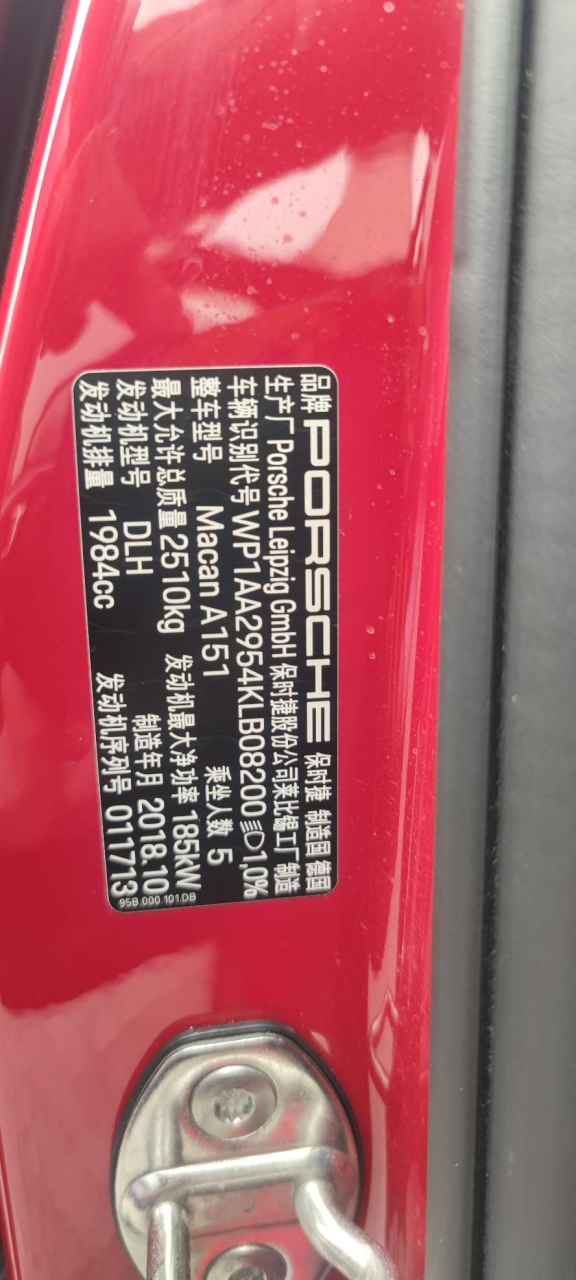 品牌 PORSCHE 保时捷 制造国 德国
生产厂 Porsche Leipzig GmbH 保时捷股份公司莱比锡工厂 制造
车辆识别代号 WP1AA2954KLB08200 1,0%
整车型号 Macan A151 乘坐人数 5
最大允许总质量 2510kg 发动机最大净功率 185kW
发动机型号 DLH 制造年月 2018.10
发动机排量 1984cc 发动机序列号 011713
95B.000.101.DB